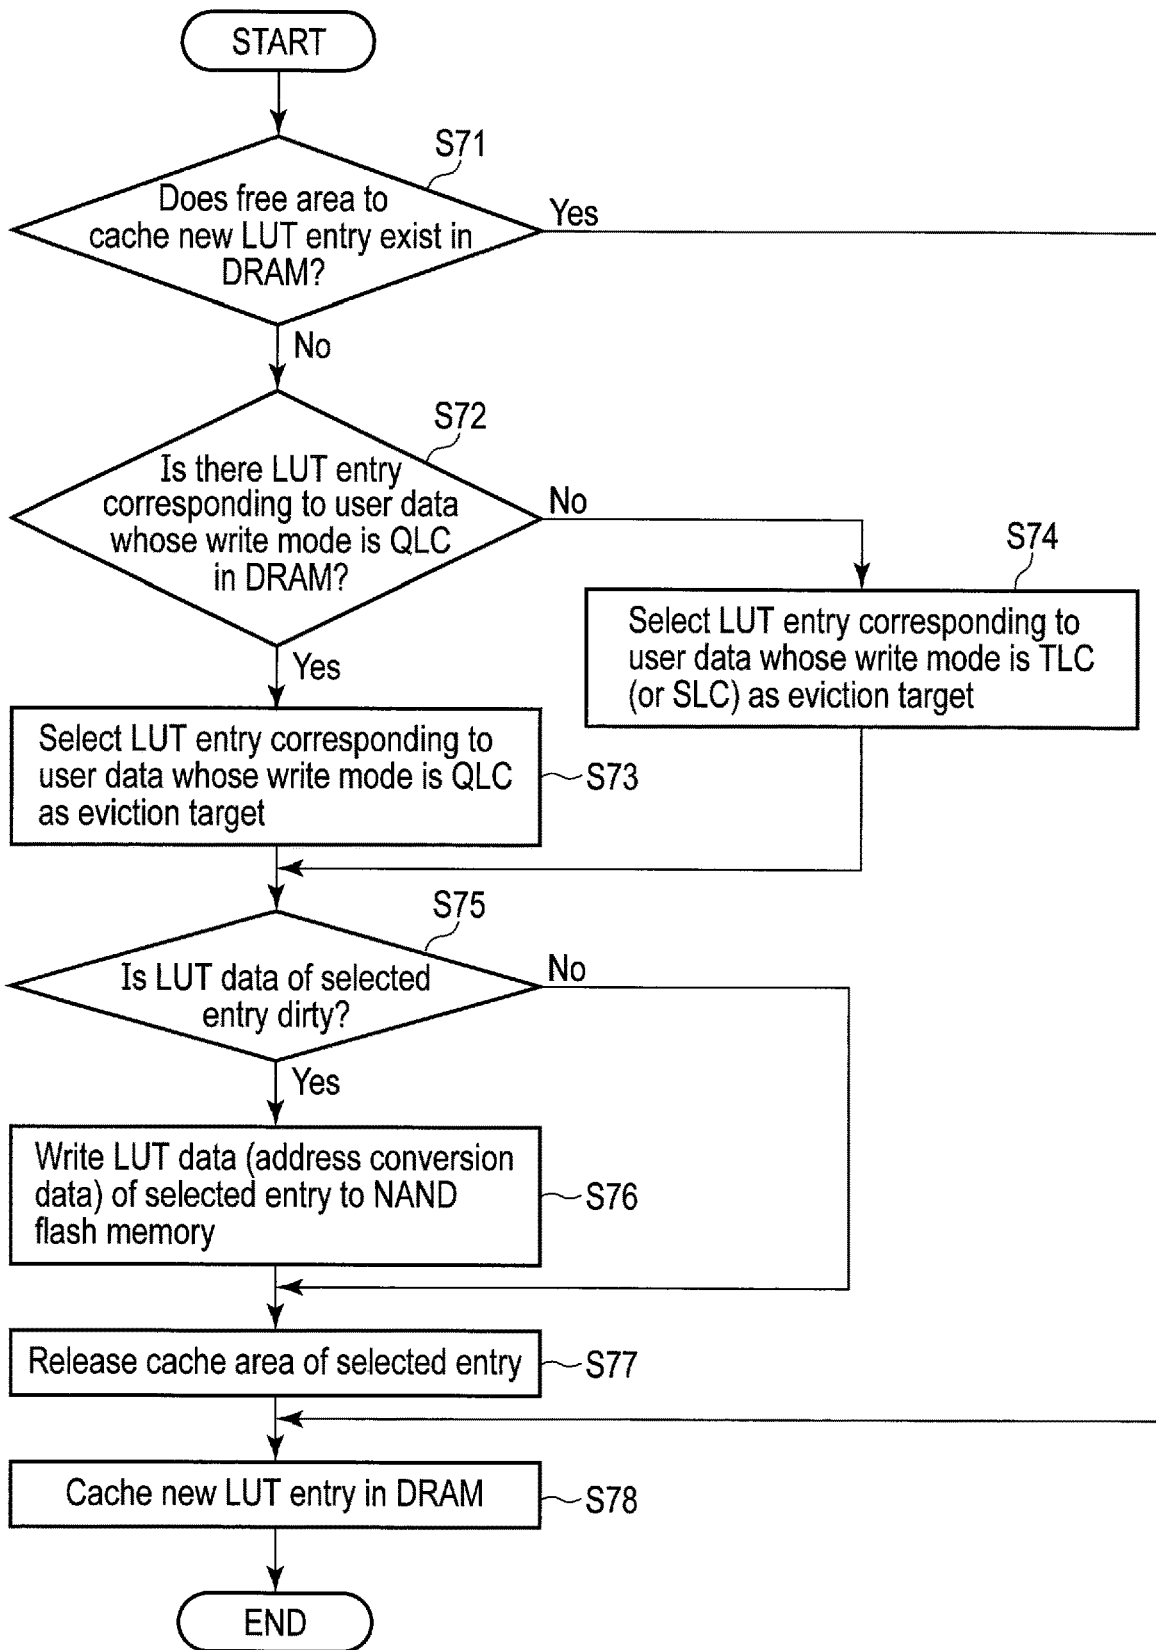 START
S71
Does free area to
cache new LUT entry exist in
DRAM?
Yes
No
S72
Is there LUT entry
corresponding to user data
whose write mode is QLC
in DRAM?
No
Yes
S74
Select LUT entry corresponding to
user data whose write mode is TLC
(or SLC) as eviction target
Select LUT entry corresponding to
user data whose write mode is QLC
as eviction target
S73
S75
Is LUT data of selected
entry dirty?
No
Yes
Write LUT data (address conversion
data) of selected entry to NAND
flash memory
S76
Release cache area of selected entry
S77
Cache new LUT entry in DRAM
S78
END